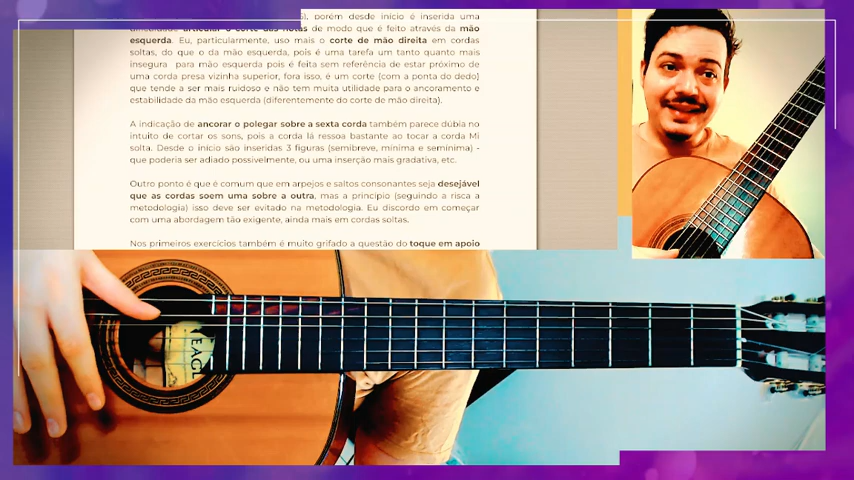 porém desde início é inserida uma
articular o corte das notas de modo que é feito através da mão
esquerda. Eu, particularmente, uso mais o corte de mão direita em cordas
soltas, do que o da mão esquerda, pois é uma tarefa um tanto quanto mais
insegura para mão esquerda pois é feita sem referência de estar próximo de
uma corda presa vizinha superior, fora isso, é um corte (com a ponta do dedo)
que tende a ser mais ruidoso e não tem muita utilidade para o ancoramento e
estabilidade da mão esquerda (diferentemente do corte de mão direita).
A indicação de ancorar o polegar sobre a sexta corda também parece dúbia no
intuito de cortar os sons, pois a corda lá ressoa bastante ao tocar a corda Mi
solta. Desde o início são inseridas 3 figuras (semibreve, mínima e semínima) -
que poderia ser adiado possivelmente, ou uma inserção mais gradativa, etc.
Outro ponto é que é comum que em arpejos e saltos consonantes seja desejável
que as cordas soem uma sobre a outra, mas a princípio (seguindo a risca a
metodologia) isso deve ser evitado na metodologia. Eu discordo em começar
com uma abordagem tão exigente, ainda mais em cordas soltas.
Nos primeiros exercícios também é muito grifado a questão do toque em apoio
EAGL